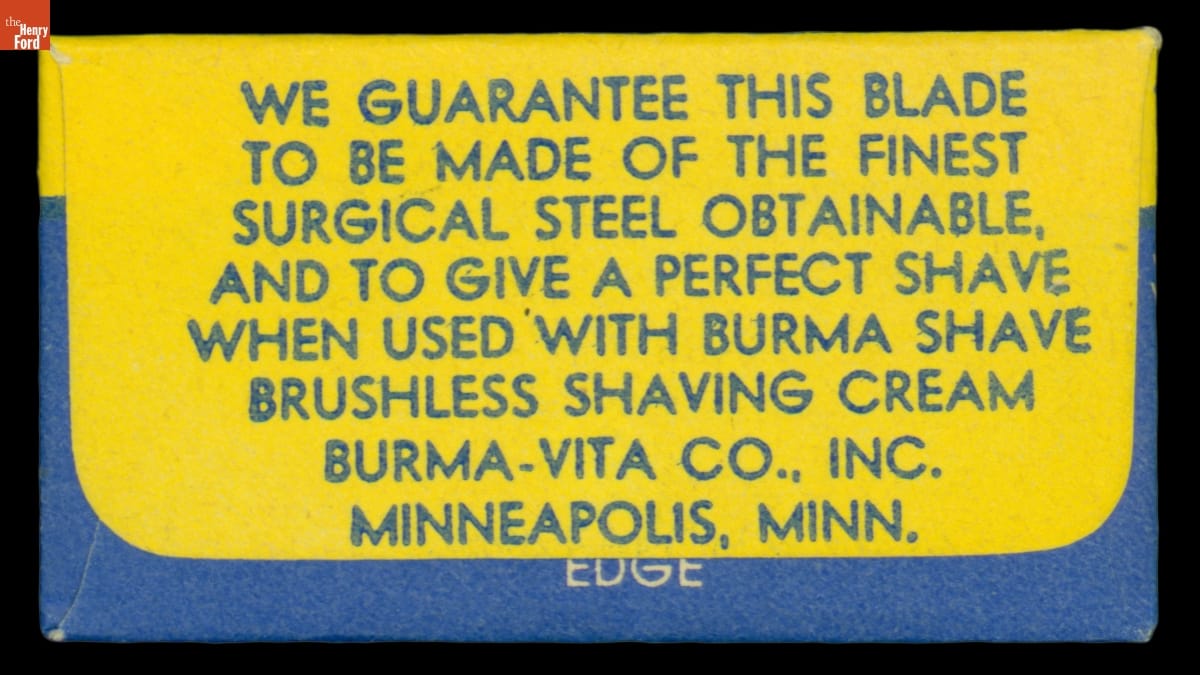 the
Henry
Ford
WE GUARANTEE THIS BLADE
TO BE MADE OF THE FINEST
SURGICAL STEEL OBTAINABLE,
AND TO GIVE A PERFECT SHAVE
WHEN USED WITH BURMA SHAVE
BRUSHLESS SHAVING CREAM
BURMA-VITA CO., INC.
MINNEAPOLIS, MINN.
EDGE